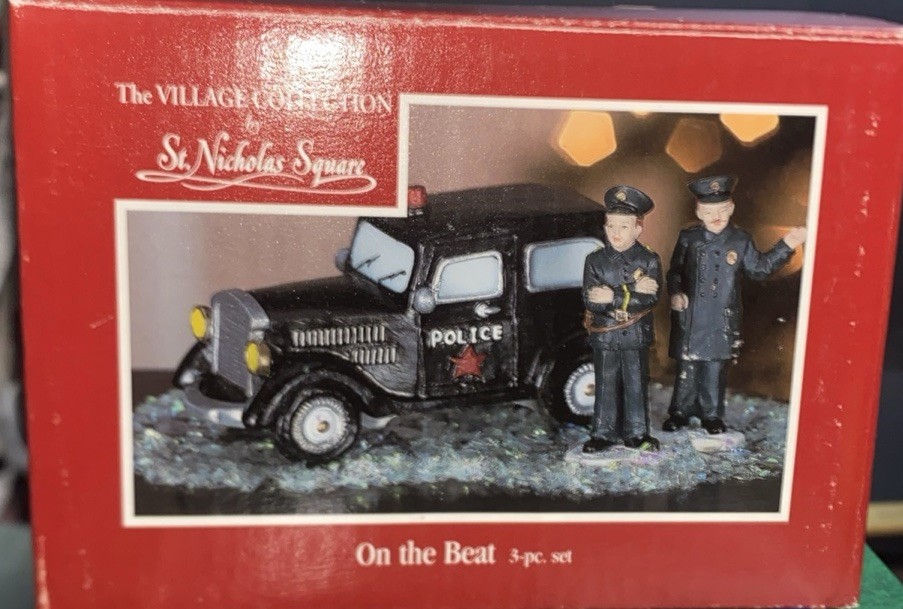 The VILLAGE COLLECTION
by
St. Nicholas Square
POLICE
On the Beat 3-pc. set